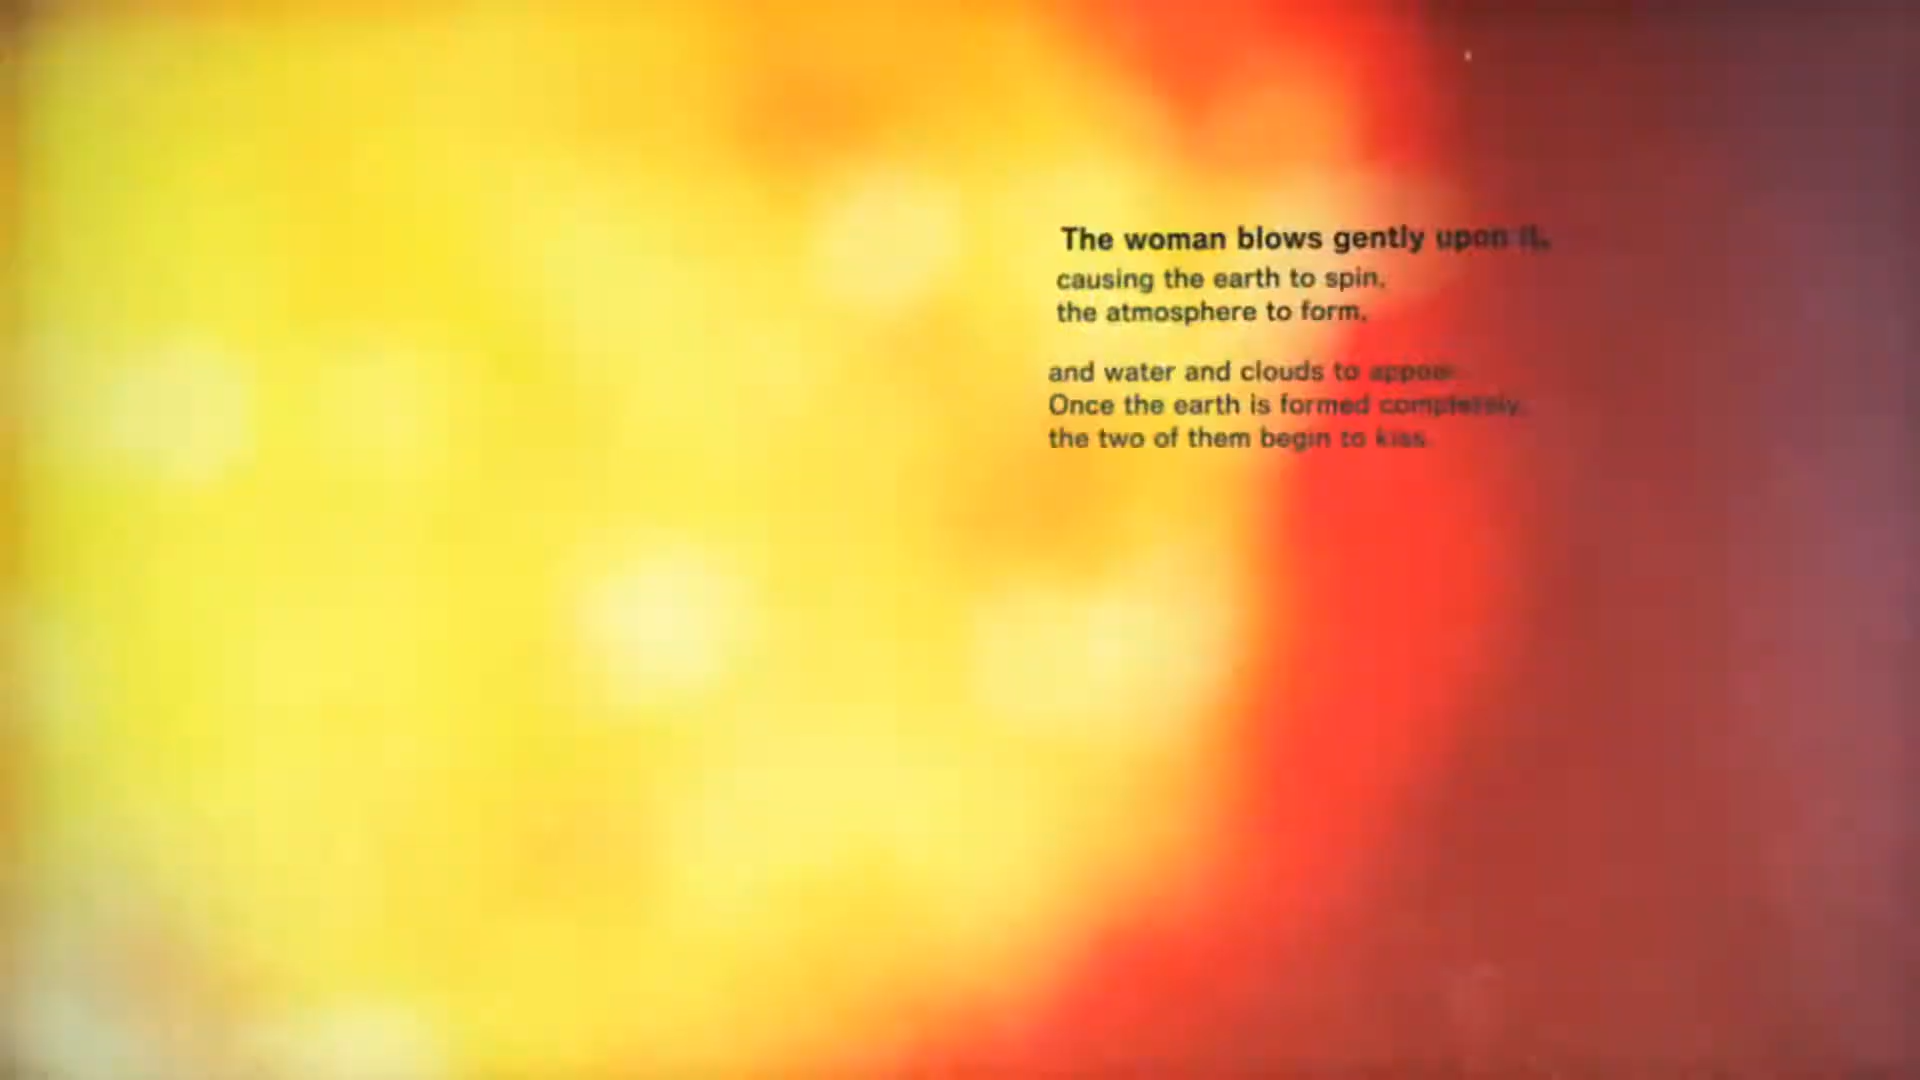 The woman blows gently upon it,
causing the earth to spin,
the atmosphere to form,
and water and clouds to appear
Once the earth is formed completely,
the two of them begin to kiss.